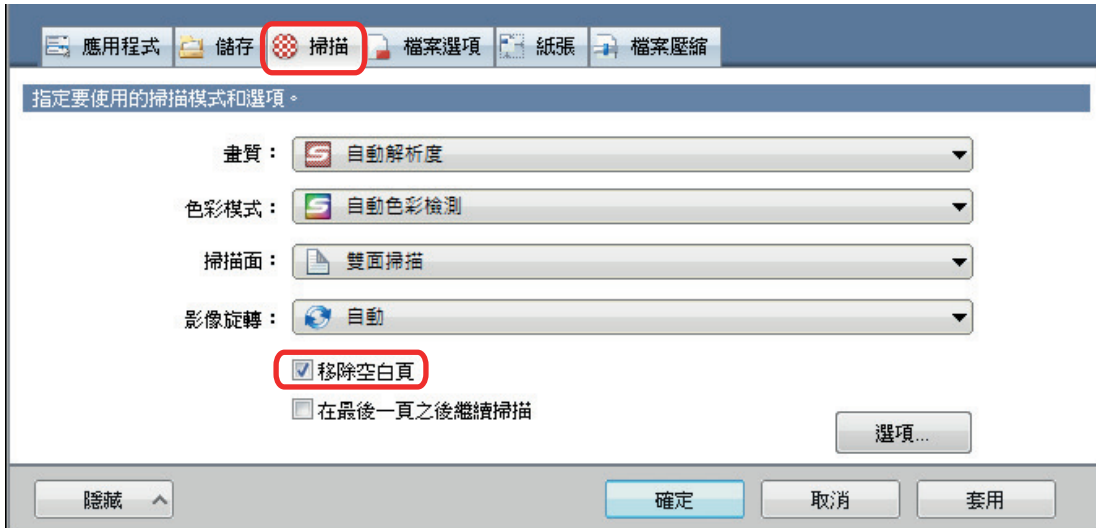 應用程式 儲存 掃描 檔案選項 紙張 檔案壓縮
指定要使用的掃描模式和選項。
畫質： 自動解析度
色彩模式： 自動色彩檢測
掃描面： 雙面掃描
影像旋轉： 自動
移除空白頁
在最後一頁之後繼續掃描
選項...
隱藏 確定 取消 套用